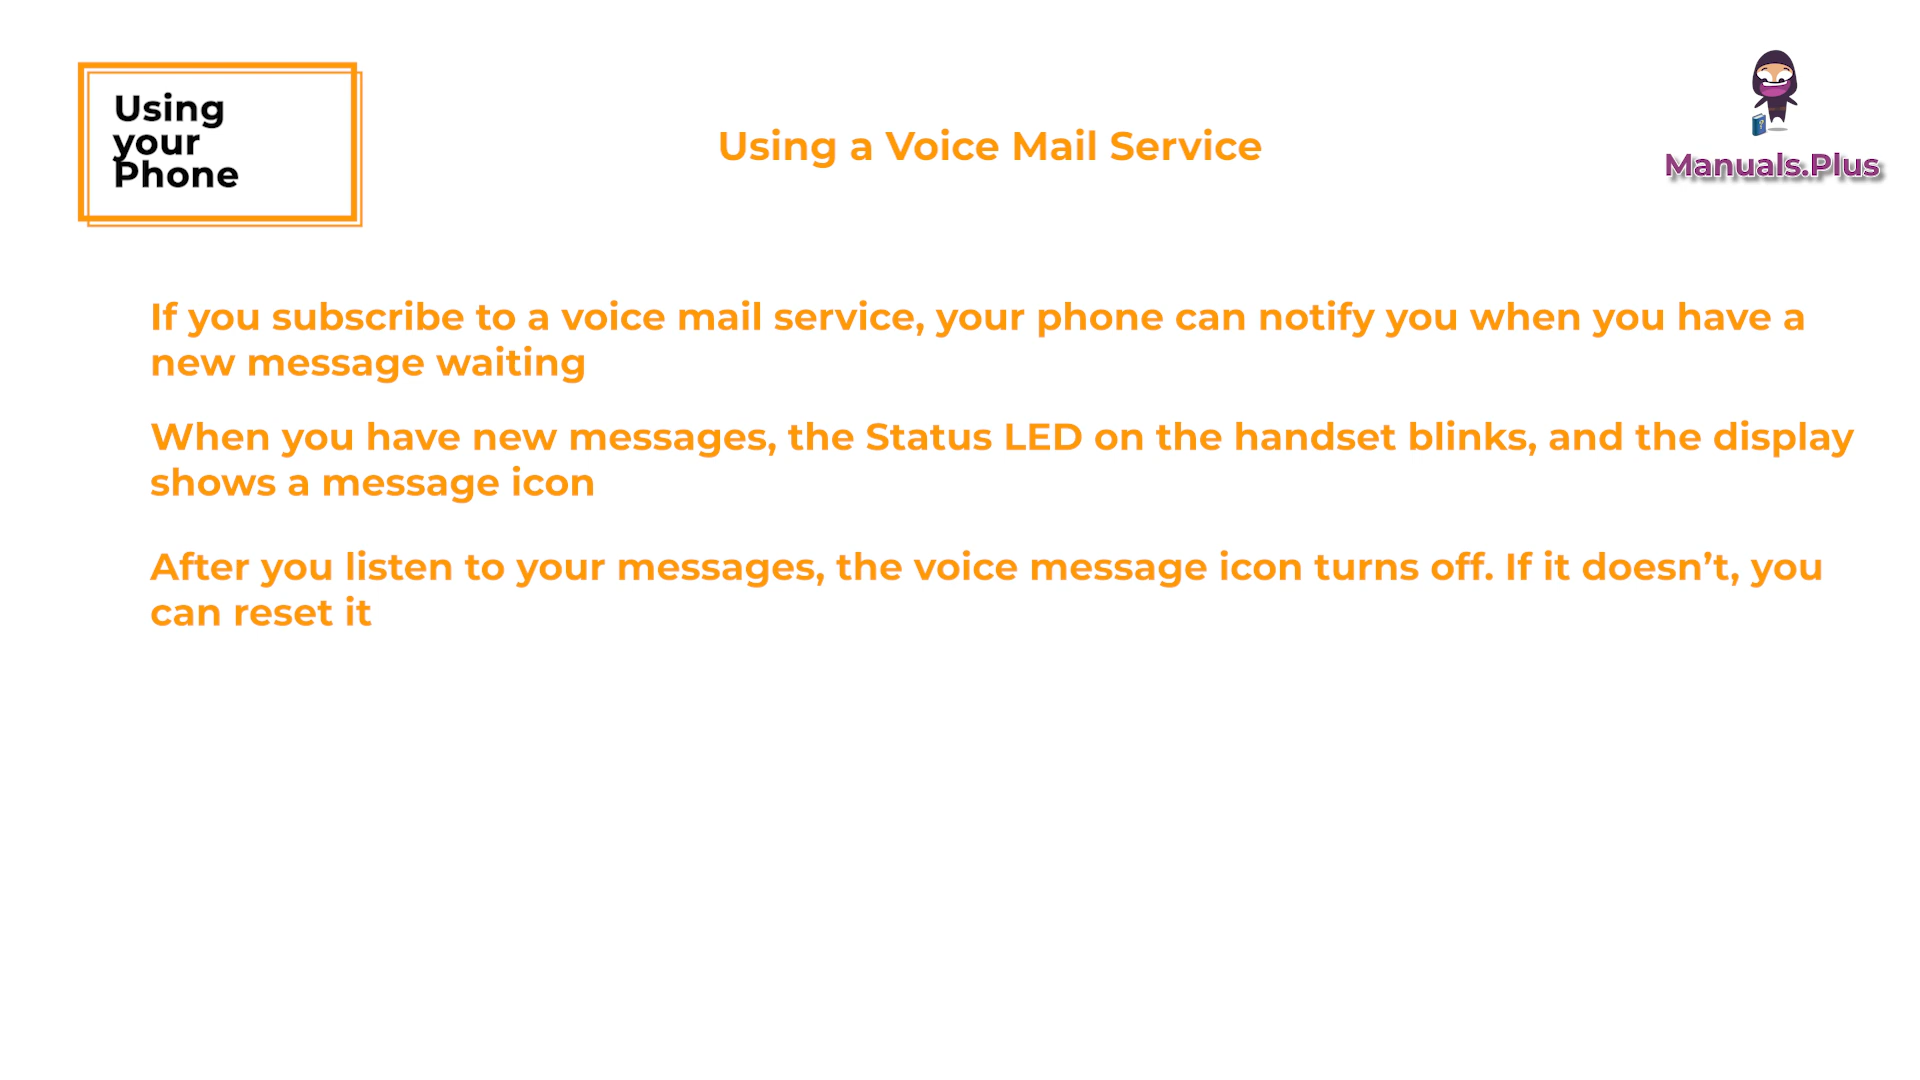 Using
your
Phone
Using a Voice Mail Service
Manuals.Plus
If you subscribe to a voice mail service, your phone can notify you when you have a
new message waiting
When you have new messages, the Status LED on the handset blinks, and the display
shows a message icon
After you listen to your messages, the voice message icon turns off. If it doesn’t, you
can reset it